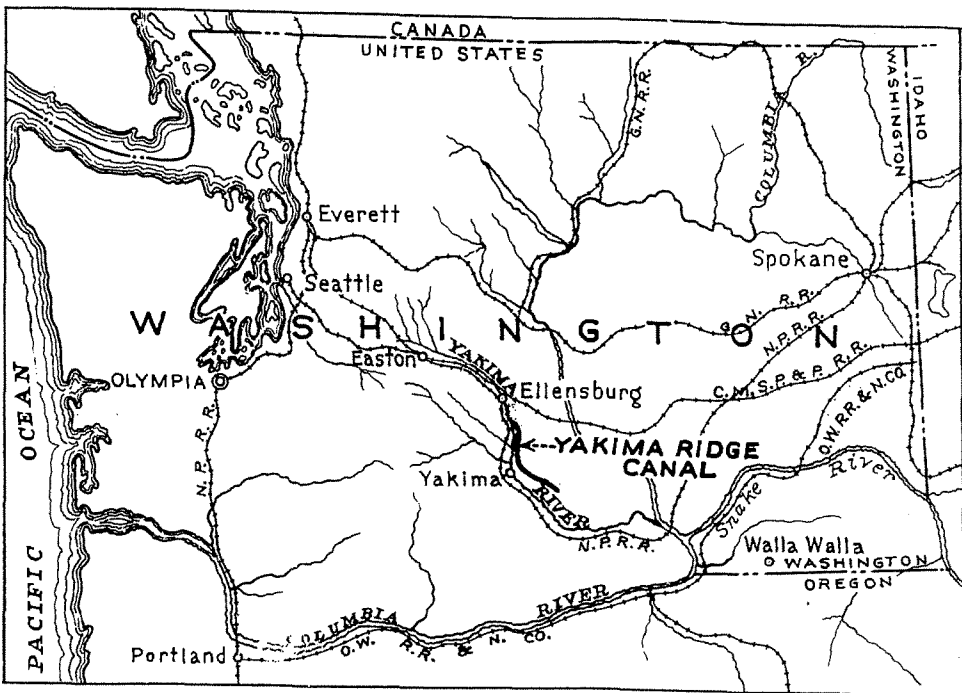 CANADA
UNITED STATES
WASHINGTON
IDAHO
G. N. R. R.
COLUMBIA R.
Everett
Spokane
Seattle
WASHINGTON
G. N. R. R.
N. P. R. R.
Easton
YAKIMA
OLYMPIA
Ellensburg
C. M. S. P. & P. R. R.
N. P. R. R.
O.W.R.R. & N. CO.
YAKIMA RIDGE
CANAL
Yakima
RIVER
Snake River
N. P. R. R.
Walla Walla
WASHINGTON
OREGON
COLUMBIA RIVER
O.W. R.R. & N. CO.
Portland
PACIFIC OCEAN